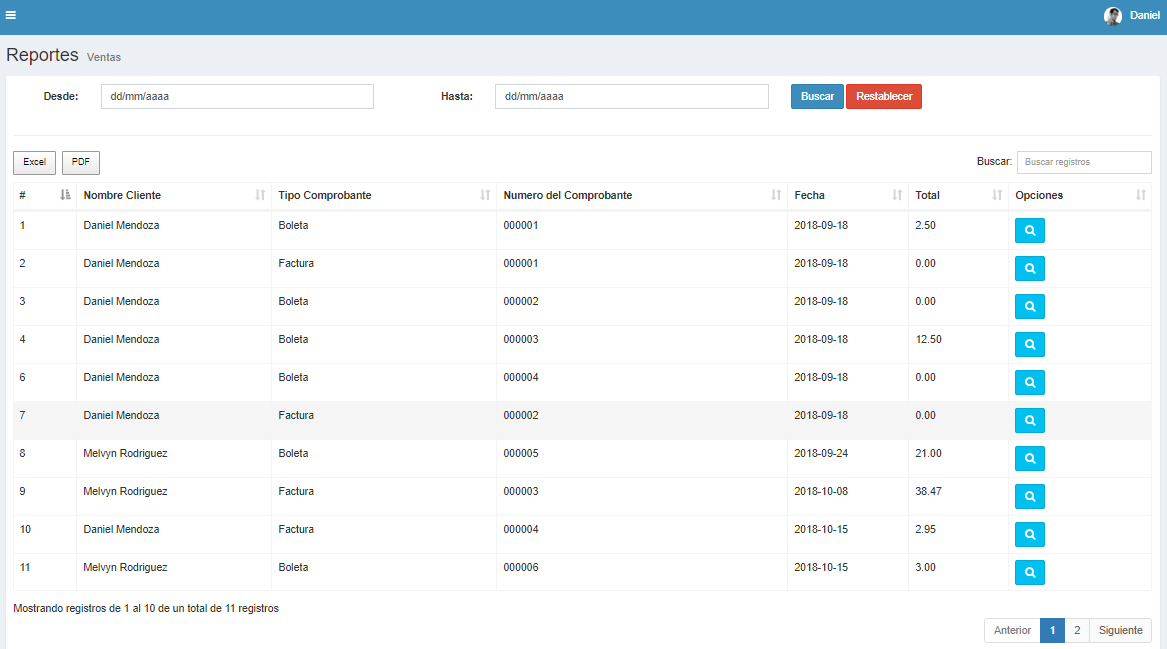 Daniel
Reportes Ventas
Desde: dd/mm/aaaa Hasta: dd/mm/aaaa Buscar Restablecer
Excel PDF Buscar: Buscar registros
# Nombre Cliente Tipo Comprobante Numero del Comprobante Fecha Total Opciones
1 Daniel Mendoza Boleta 000001 2018-09-18 2.50
2 Daniel Mendoza Factura 000001 2018-09-18 0.00
3 Daniel Mendoza Boleta 000002 2018-09-18 0.00
4 Daniel Mendoza Boleta 000003 2018-09-18 12.50
6 Daniel Mendoza Boleta 000004 2018-09-18 0.00
7 Daniel Mendoza Factura 000002 2018-09-18 0.00
8 Melvyn Rodriguez Boleta 000005 2018-09-24 21.00
9 Melvyn Rodriguez Factura 000003 2018-10-08 38.47
10 Daniel Mendoza Factura 000004 2018-10-15 2.95
11 Melvyn Rodriguez Boleta 000006 2018-10-15 3.00
Mostrando registros de 1 al 10 de un total de 11 registros
Anterior 1 2 Siguiente